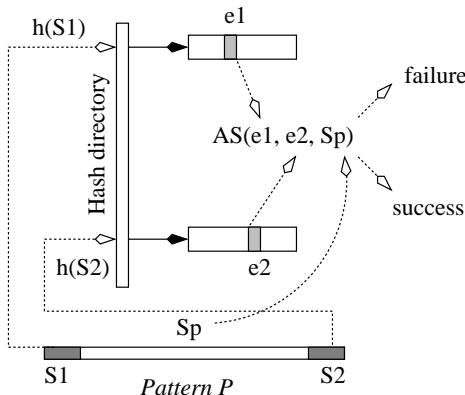 e1
h(S1)
failure
Hash directory
AS(e1, e2, Sp)
success
h(S2)
e2
Sp
S1
S2
Pattern P